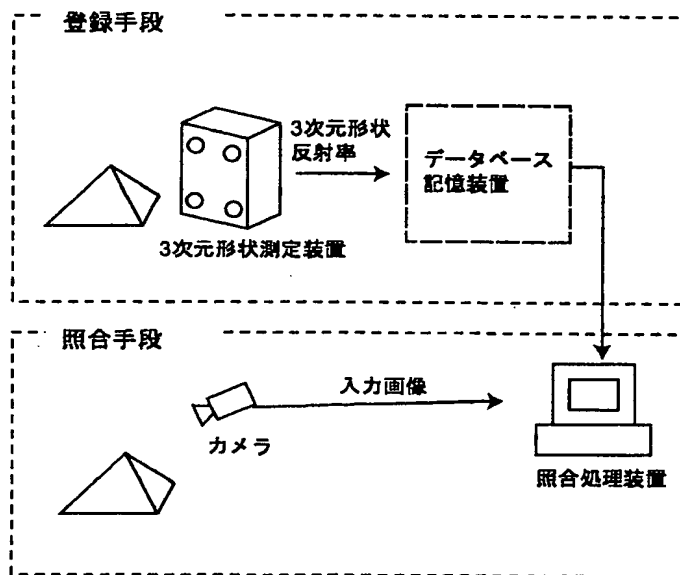 登録手段
3次元形状
反射率
データベース
記憶装置
3次元形状測定装置
照合手段
入力画像
カメラ
照合処理装置